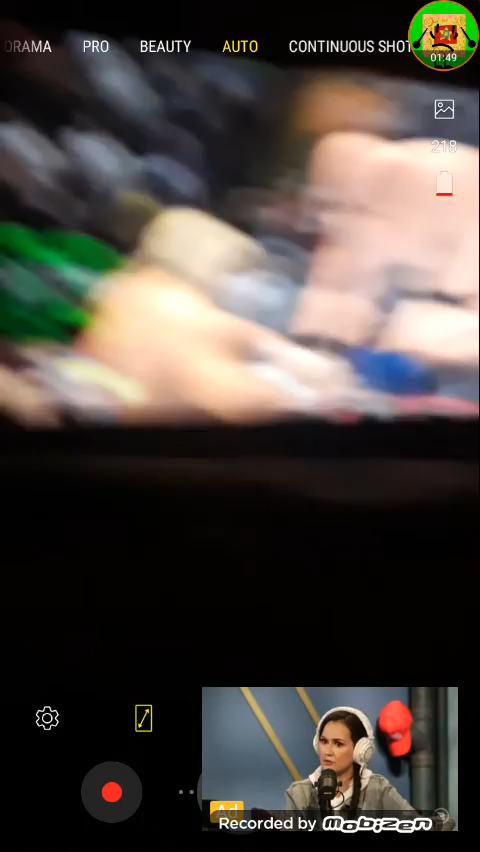 ORAMA PRO BEAUTY AUTO CONTINUOUS SHOT
01:49
218
Ad
Recorded by mobizen